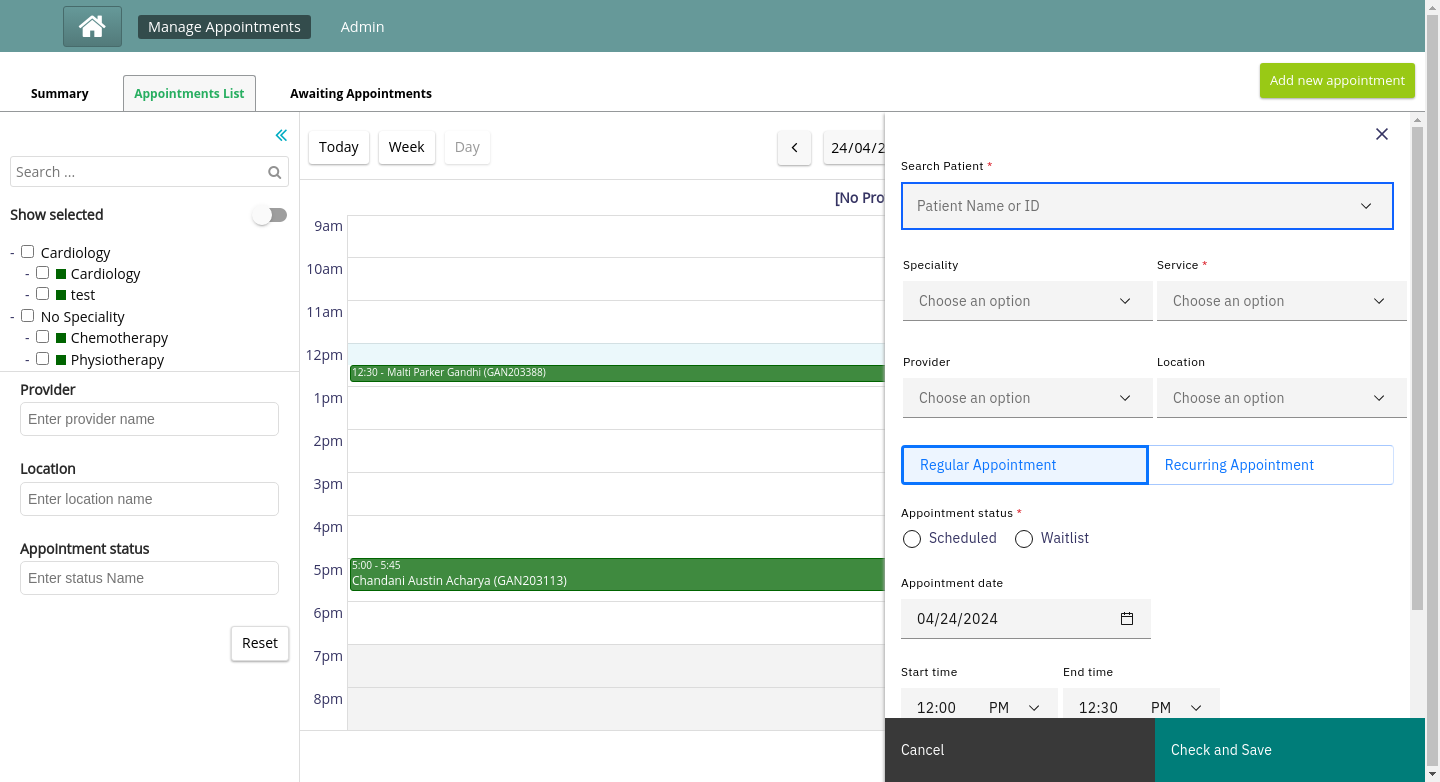 Manage Appointments
Admin
Summary
Appointments List
Awaiting Appointments
Add new appointment
Search ...
Show selected
- Cardiology
- Cardiology
- test
- No Speciality
- Chemotherapy
- Physiotherapy
Provider
Enter provider name
Location
Enter location name
Appointment status
Enter status Name
Reset
Today
Week
Day
24/04/2
[No Pro
9am
10am
11am
12pm
12:30 - Malti Parker Gandhi (GAN203388)
1pm
2pm
3pm
4pm
5pm
5:00 - 5:45
Chandani Austin Acharya (GAN203113)
6pm
7pm
8pm
Search Patient *
Patient Name or ID
Speciality
Service *
Choose an option
Choose an option
Provider
Location
Choose an option
Choose an option
Regular Appointment
Recurring Appointment
Appointment status *
Scheduled
Waitlist
Appointment date
04/24/2024
Start time
End time
12:00 PM
12:30 PM
Cancel
Check and Save